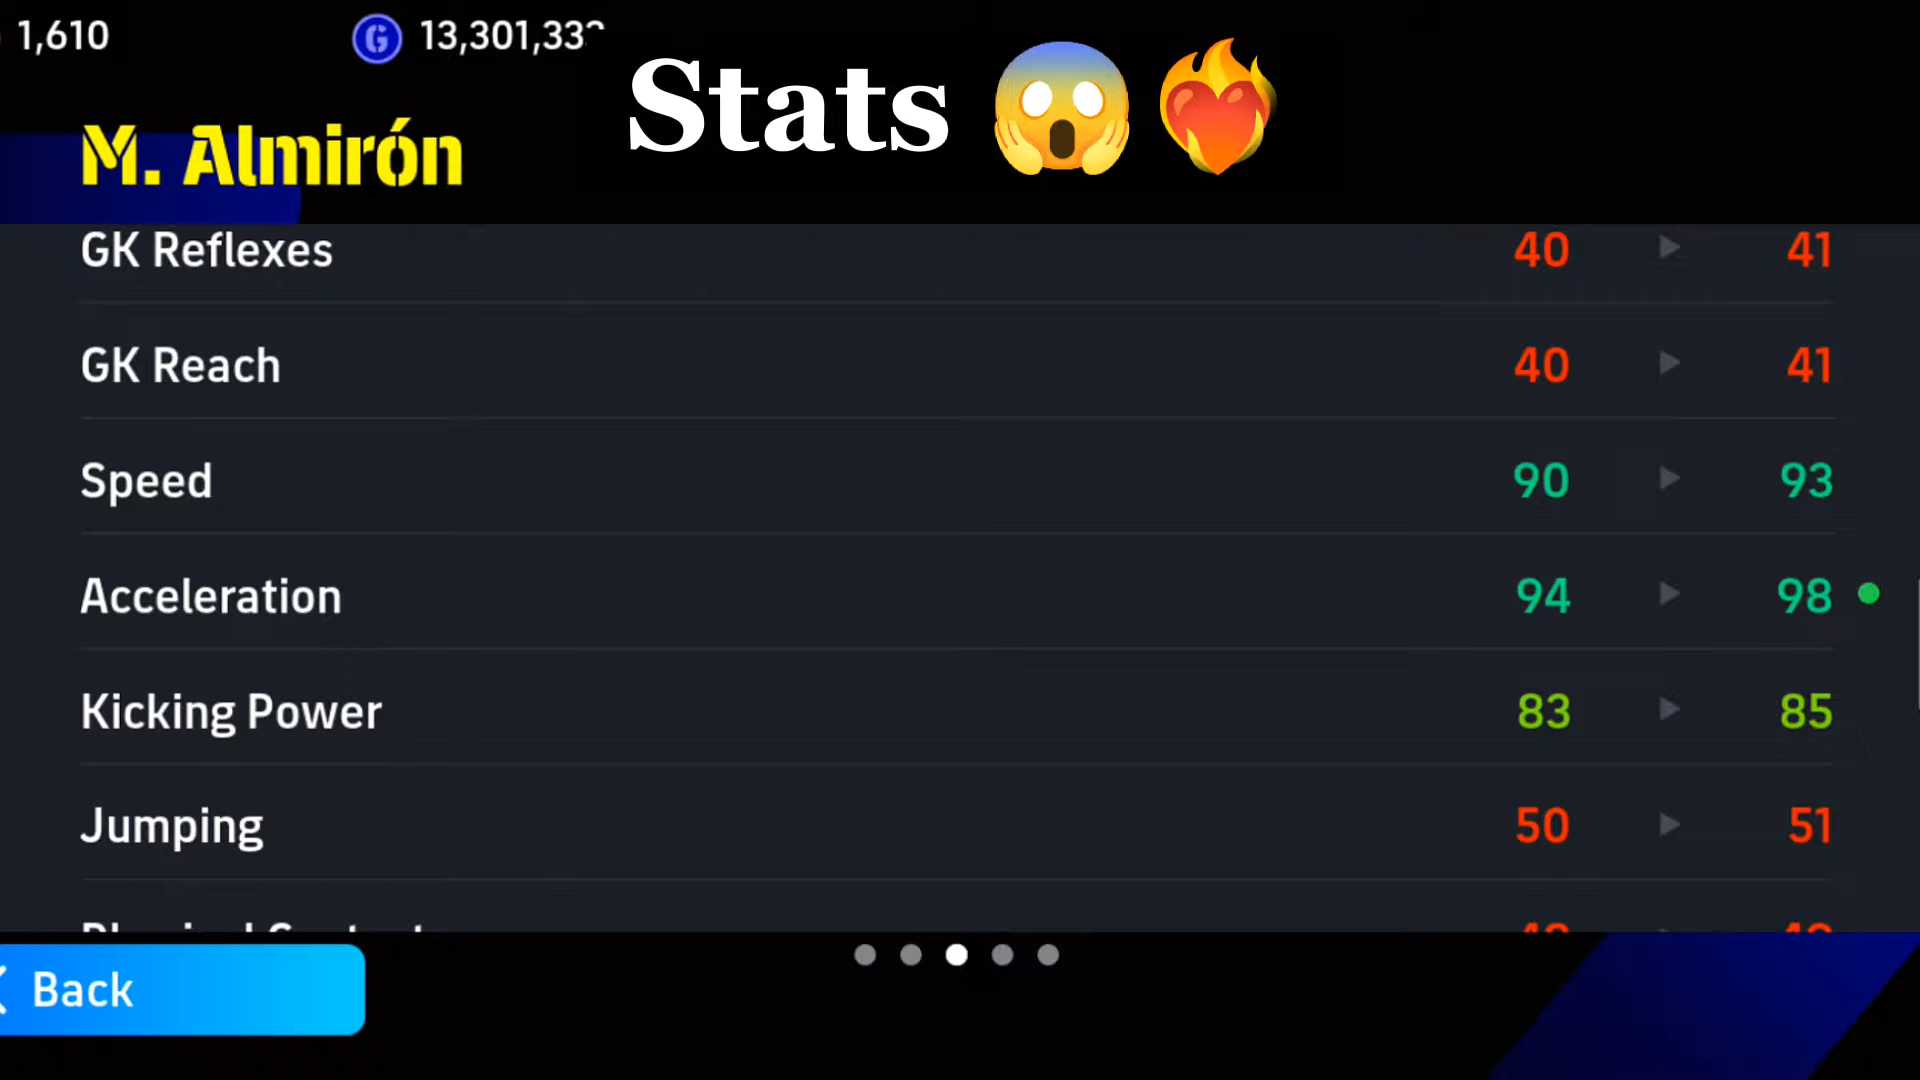 1,610
13,301,33
Stats 😱 ❤️‍🔥
M. Almirón
GK Reflexes 40 ▶ 41
GK Reach 40 ▶ 41
Speed 90 ▶ 93
Acceleration 94 ▶ 98
Kicking Power 83 ▶ 85
Jumping 50 ▶ 51
Back